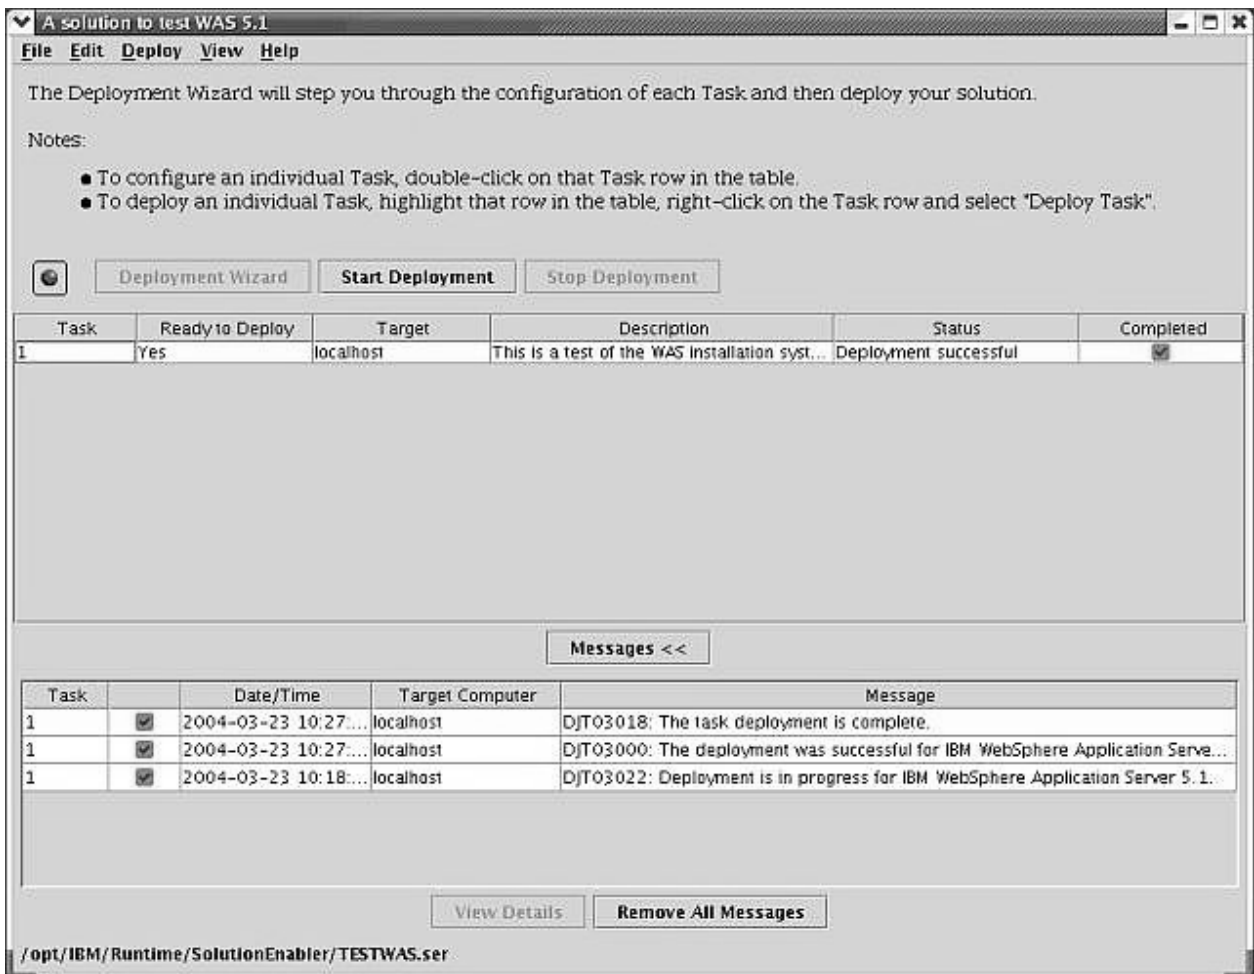 A solution to test WAS 5.1
File Edit Deploy View Help
The Deployment Wizard will step you through the configuration of each Task and then deploy your solution.
Notes:
• To configure an individual Task, double-click on that Task row in the table.
• To deploy an individual Task, highlight that row in the table, right-click on the Task row and select "Deploy Task".
Deployment Wizard Start Deployment Stop Deployment
Task Ready to Deploy Target Description Status Completed
1 Yes localhost This is a test of the WAS installation syst... Deployment successful
Messages <<
Task Date/Time Target Computer Message
1 2004-03-23 10:27:... localhost DJT03018: The task deployment is complete.
1 2004-03-23 10:27:... localhost DJT03000: The deployment was successful for IBM WebSphere Application Serve...
1 2004-03-23 10:18:... localhost DJT03022: Deployment is in progress for IBM WebSphere Application Server 5.1.
View Details Remove All Messages
/opt/IBM/Runtime/SolutionEnabler/TESTWAS.ser